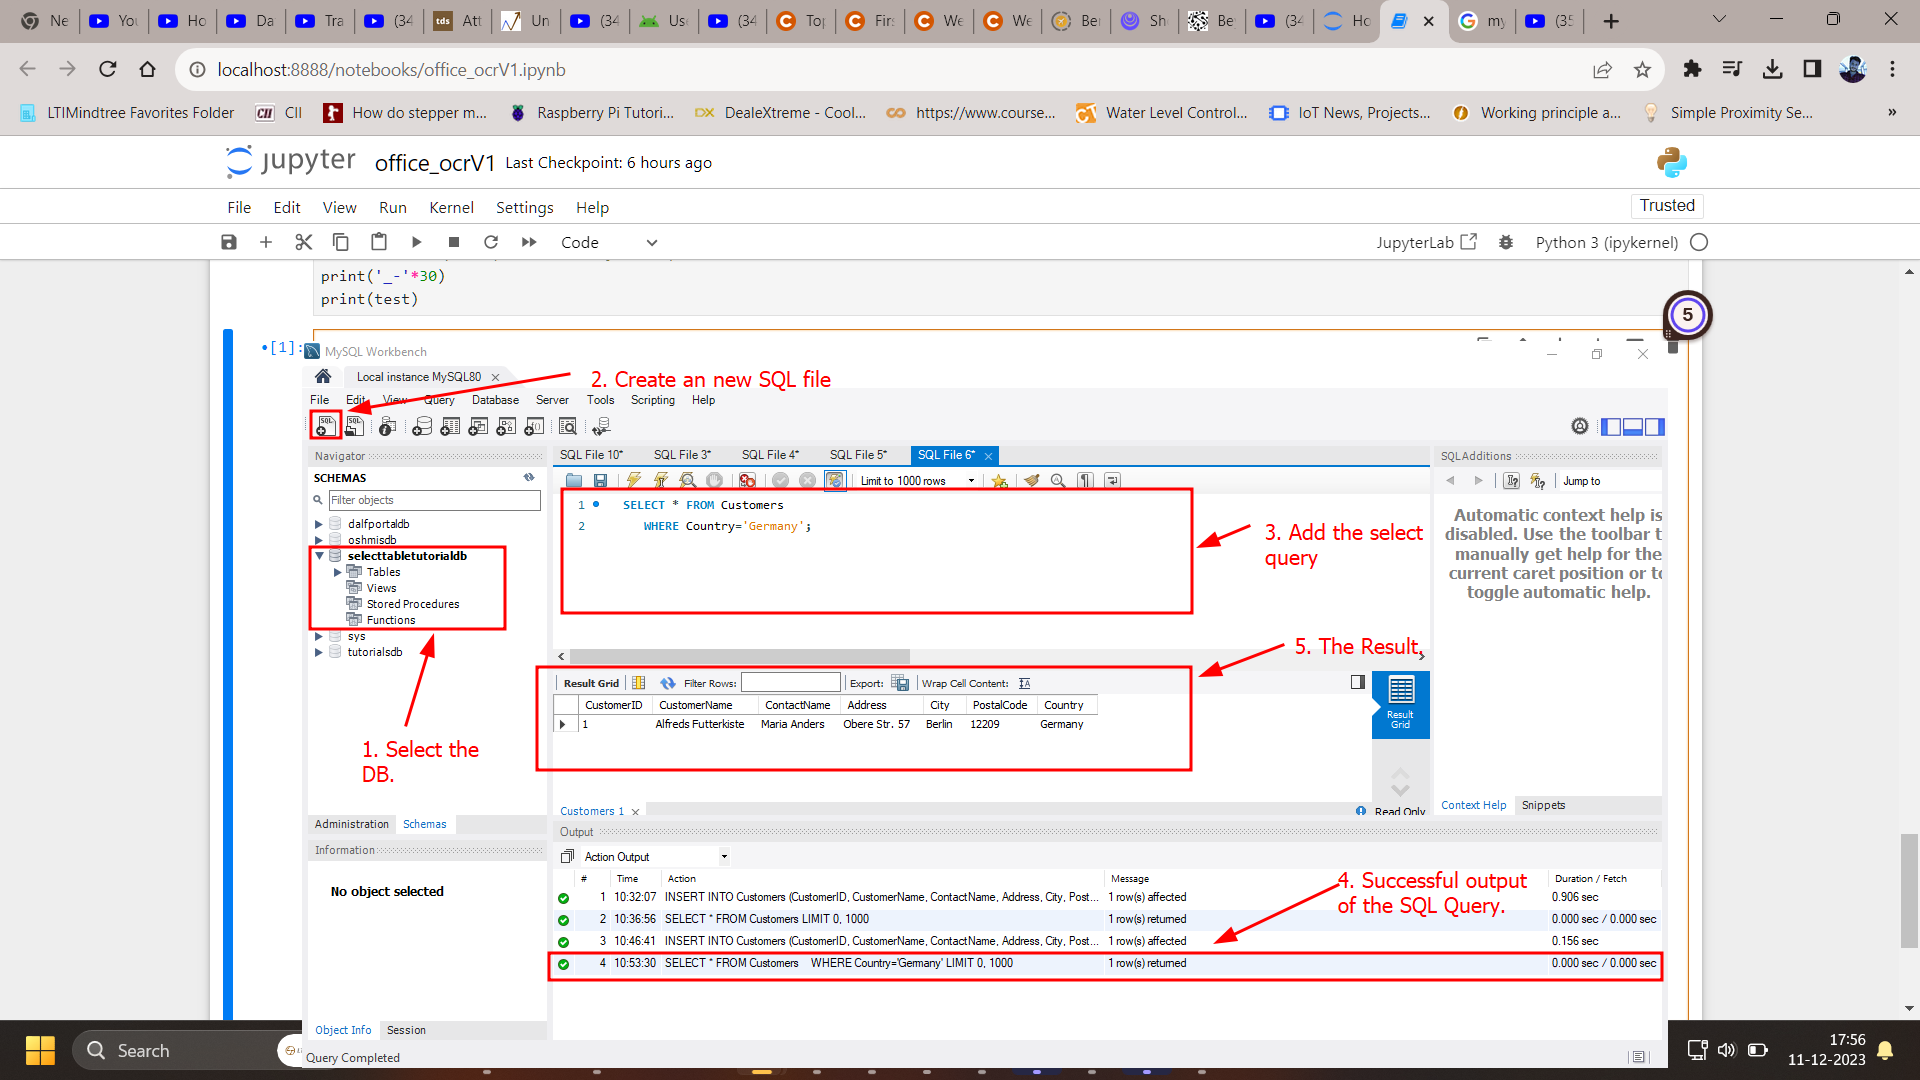 Ne
You
Ho
Da
Tra
(34
tds Att
Un
(34
Use
(34
Top
Firs
We
We
Ber
Sh
Be
(34
Ho
my
(35
localhost:8888/notebooks/office_ocrV1.ipynb
LTIMindtree Favorites Folder
CII CII
How do stepper m...
Raspberry Pi Tutori...
DX DealeXtreme - Cool...
https://www.course...
Water Level Control...
IoT News, Projects...
Working principle a...
Simple Proximity Se...
»
jupyter office_ocrV1 Last Checkpoint: 6 hours ago
File Edit View Run Kernel Settings Help
Trusted
Code
JupyterLab
Python 3 (ipykernel)
print('_-'*30)
print(test)
5
•[1]:
MySQL Workbench
Local instance MySQL80
2. Create an new SQL file
File Edit View Query Database Server Tools Scripting Help
Navigator
SCHEMAS
Filter objects
dalfportaldb
oshmisdb
selecttabletutorialdb
Tables
Views
Stored Procedures
Functions
sys
tutorialsdb
1. Select the
DB.
Administration Schemas
Information
No object selected
Object Info Session
Query Completed
SQL File 10* SQL File 3* SQL File 4* SQL File 5* SQL File 6*
Limit to 1000 rows
1 SELECT * FROM Customers
2 WHERE Country='Germany';
3. Add the select
query
5. The Result.
Result Grid Filter Rows: Export: Wrap Cell Content:
CustomerID CustomerName ContactName Address City PostalCode Country
1 Alfreds Futterkiste Maria Anders Obere Str. 57 Berlin 12209 Germany
Result
Grid
Customers 1
Read Only
SQLAdditions
Jump to
Automatic context help is
disabled. Use the toolbar t
manually get help for the
current caret position or to
toggle automatic help.
Context Help Snippets
Output
Action Output
# Time Action Message Duration / Fetch
1 10:32:07 INSERT INTO Customers (CustomerID, CustomerName, ContactName, Address, City, Post... 1 row(s) affected 0.906 sec
2 10:36:56 SELECT * FROM Customers LIMIT 0, 1000 1 row(s) returned 0.000 sec / 0.000 sec
3 10:46:41 INSERT INTO Customers (CustomerID, CustomerName, ContactName, Address, City, Post... 1 row(s) affected 0.156 sec
4 10:53:30 SELECT * FROM Customers WHERE Country='Germany' LIMIT 0, 1000 1 row(s) returned 0.000 sec / 0.000 sec
4. Successful output
of the SQL Query.
Search
17:56
11-12-2023